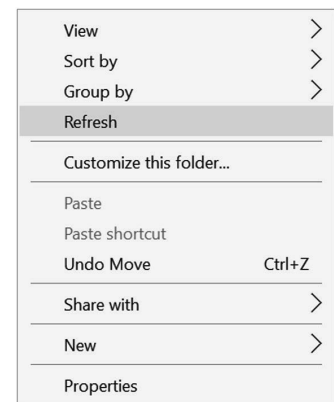 View
Sort by
Group by
Refresh
Customize this folder...
Paste
Paste shortcut
Undo Move Ctrl+Z
Share with
New
Properties